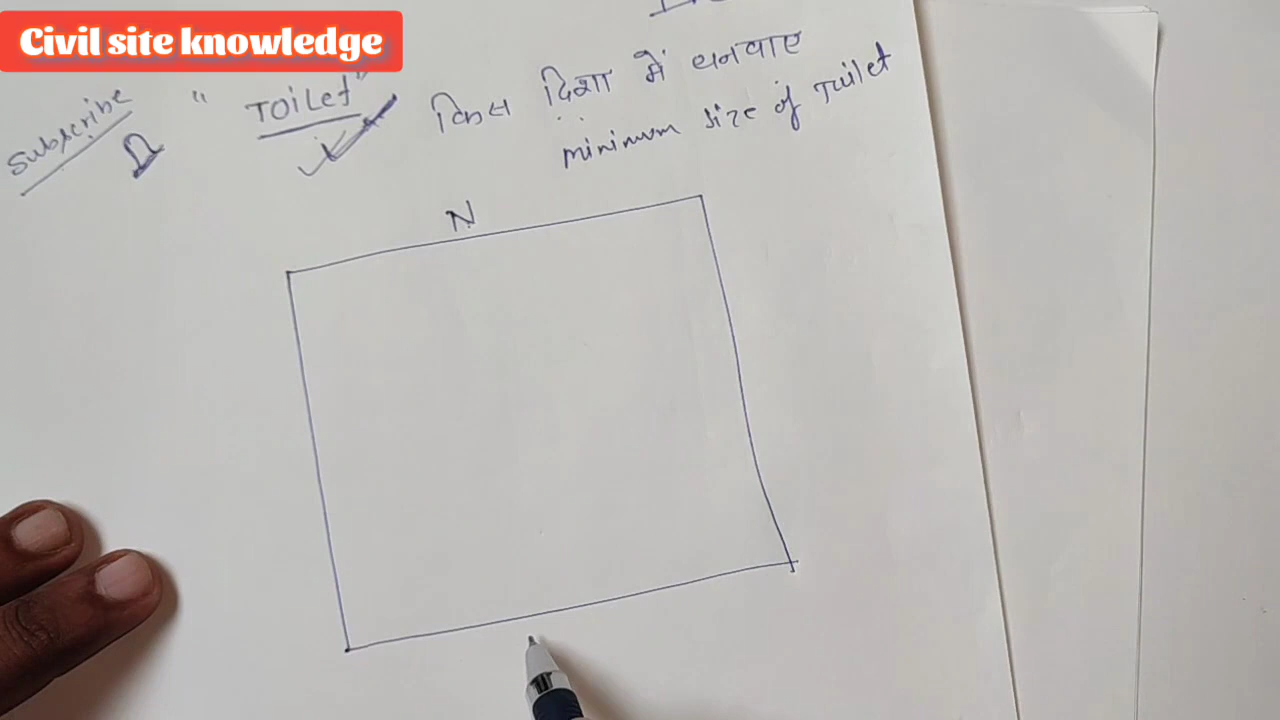 Civil site knowledge
Subscribe " TOiLet" किस दिशा में बनवाए
minimum size of Toilet
N